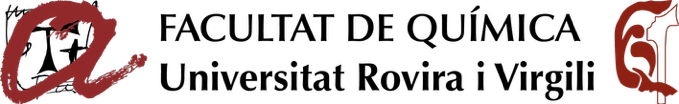 FACULTAT DE QUÍMICA
Universitat Rovira i Virgili